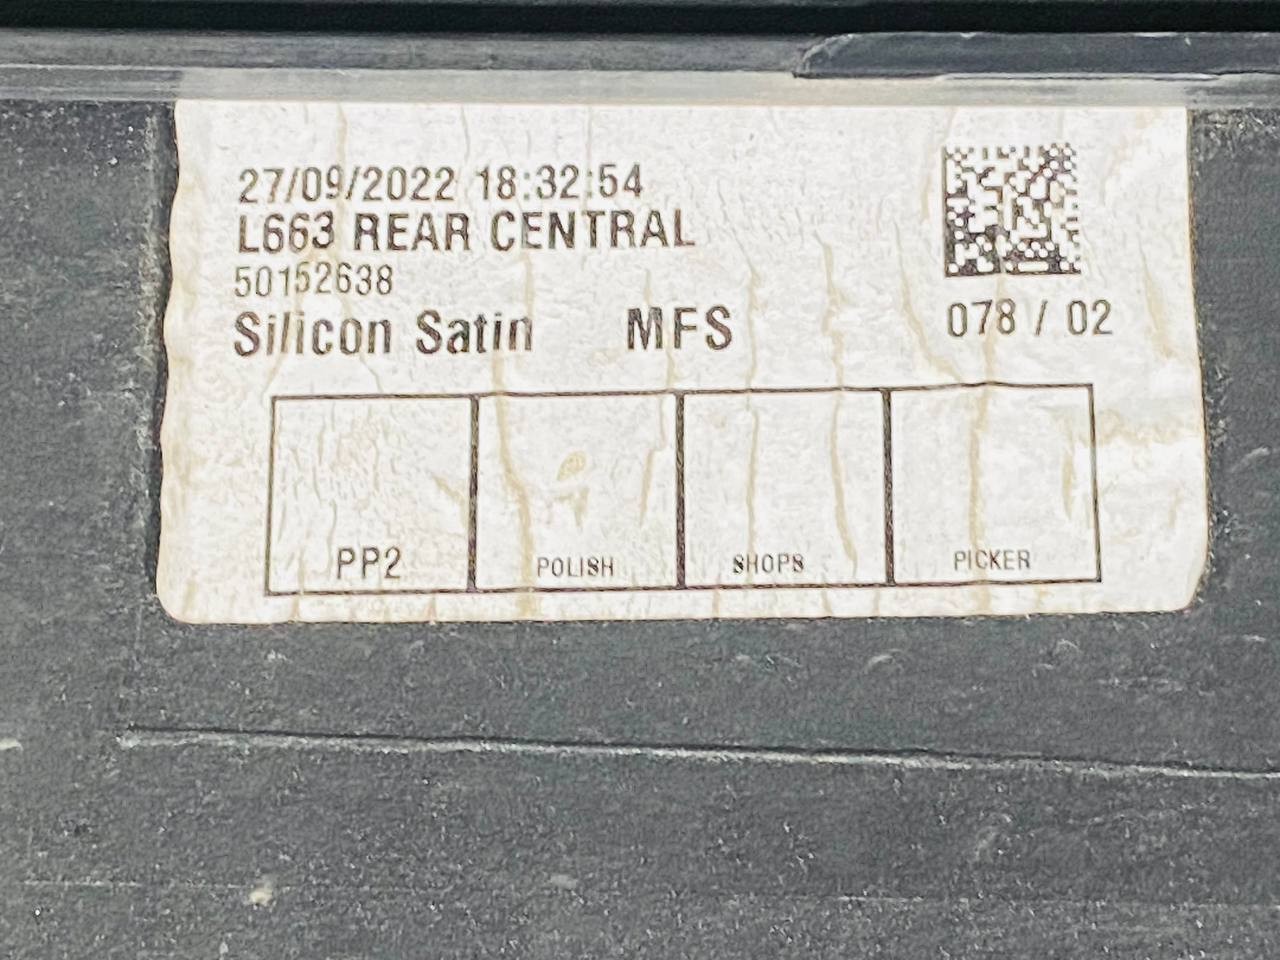 27/09/2022 18:32:54
L663 REAR CENTRAL
50152638
Silicon Satin MFS
078 / 02
PP2 POLISH SHOPS PICKER